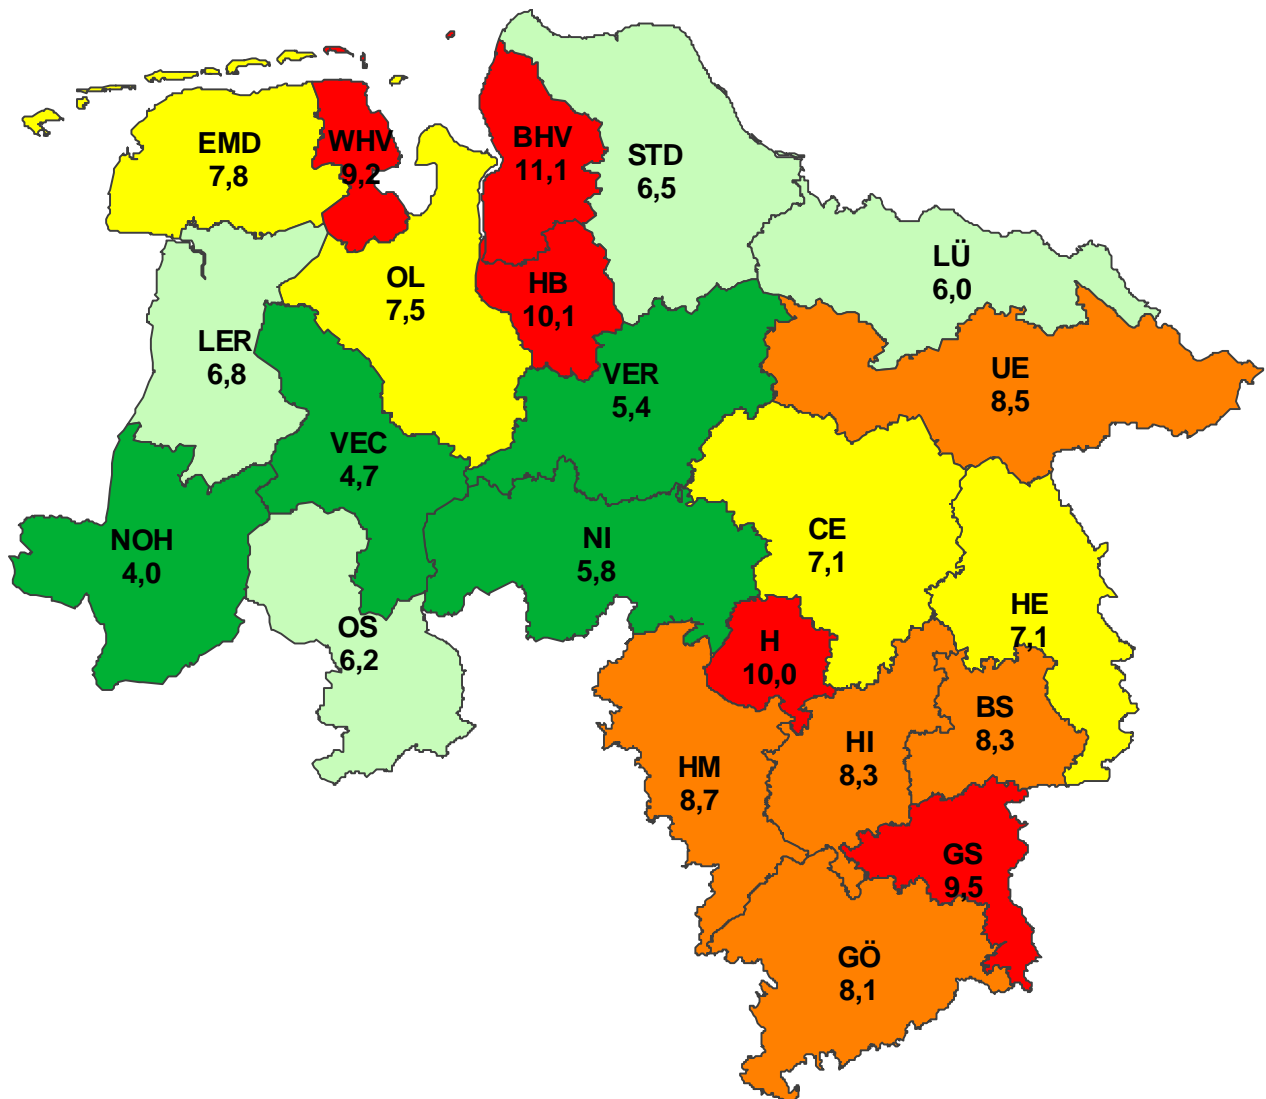 EMD
7,8
WHV
9,2
BHV
11,1
STD
6,5
LÜ
6,0
OL
7,5
HB
10,1
LER
6,8
VER
5,4
UE
8,5
VEC
4,7
NOH
4,0
NI
5,8
CE
7,1
HE
7,1
OS
6,2
H
10,0
BS
8,3
HI
8,3
HM
8,7
GS
9,5
GÖ
8,1